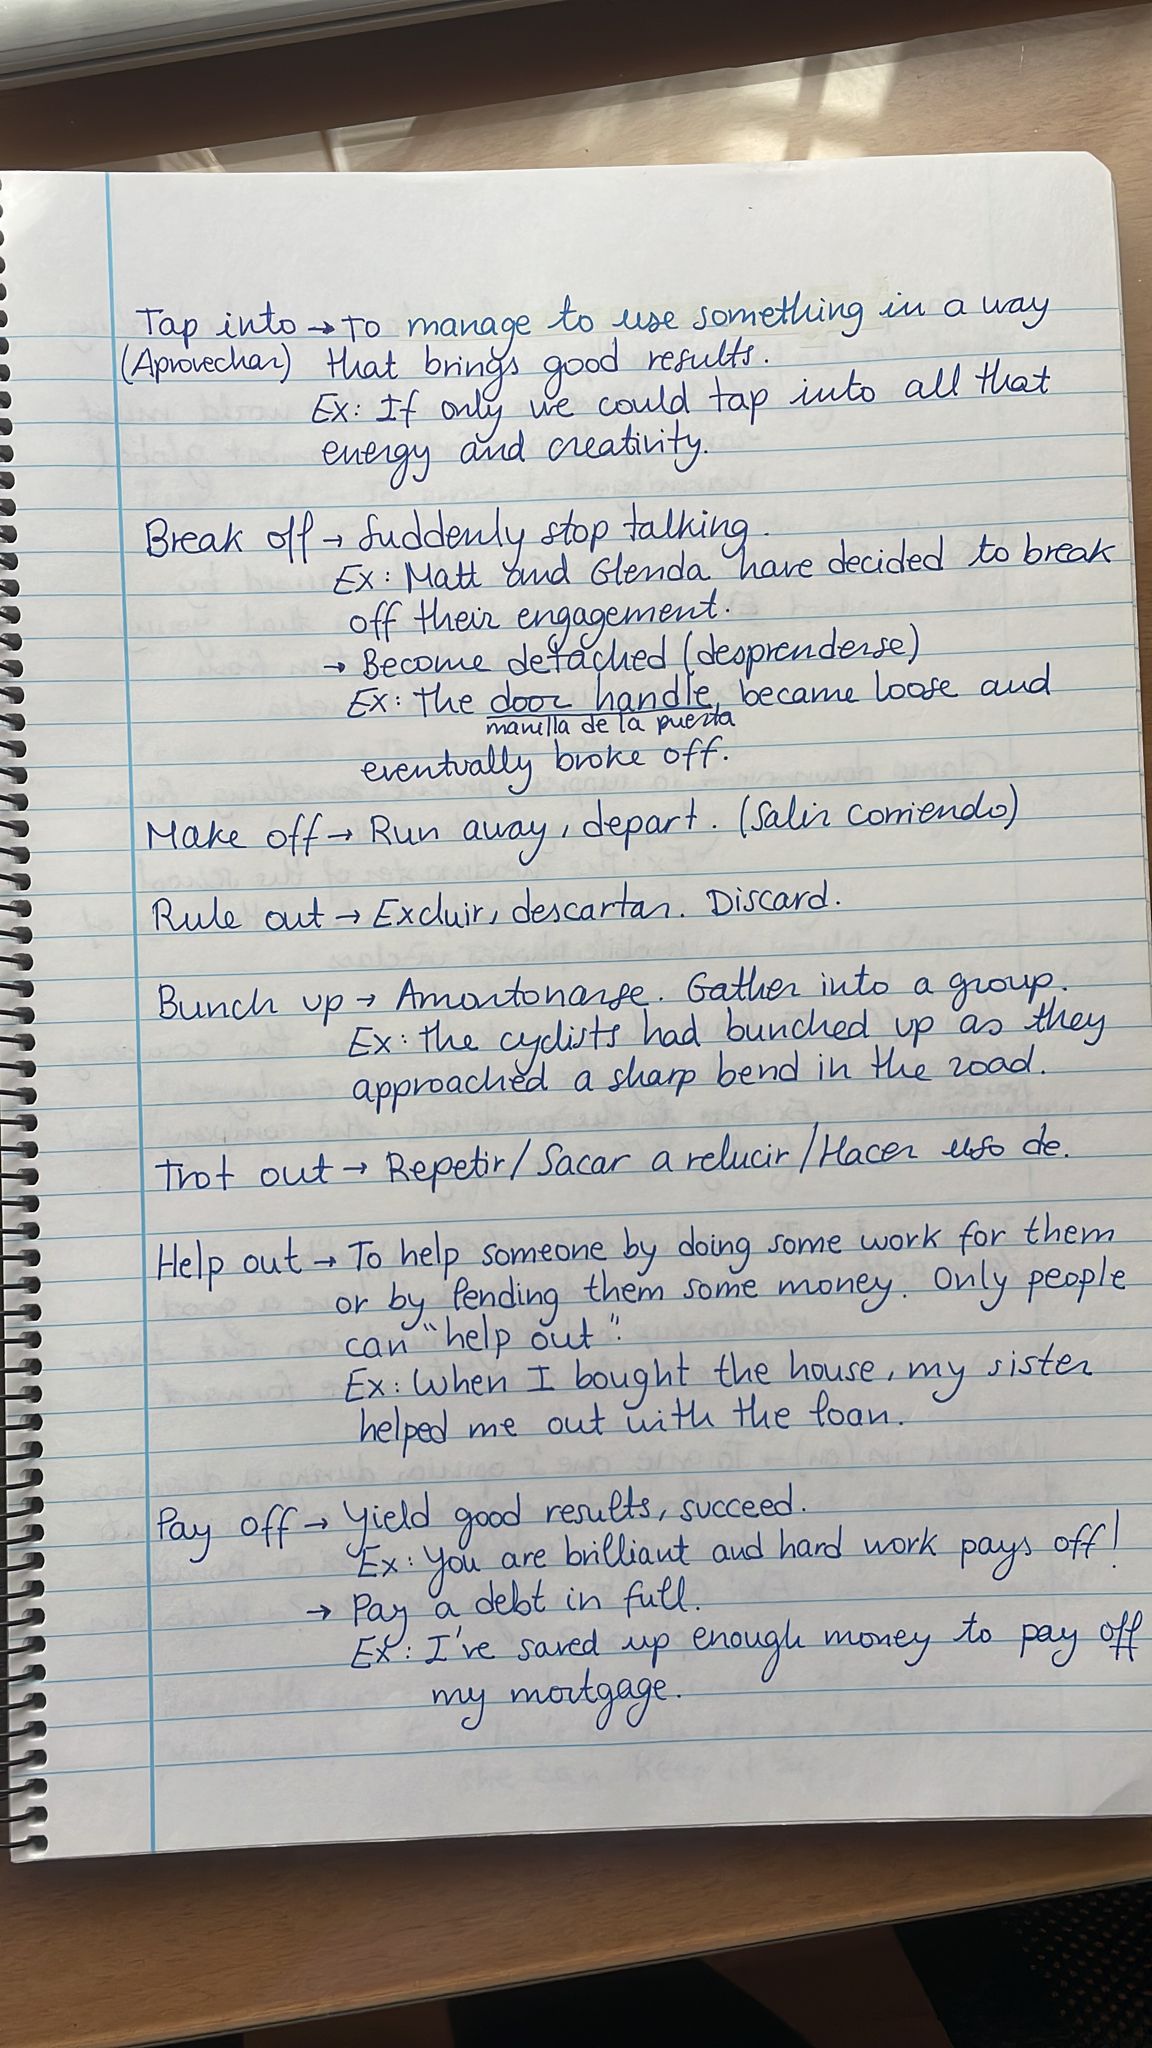 Tap into → To manage to use something in a way
(Aprovechar) that brings good results.
Ex: If only we could tap into all that
energy and creativity.
Break off → Suddenly stop talking.
Ex: Matt and Glenda have decided to break
off their engagement.
→ Become detached (desprenderse)
Ex: The door handle, became loose and
manilla de la puerta
eventually broke off.
Make off → Run away, depart. (Salir corriendo)
Rule out → Excluir, descartar. Discard.
Bunch up → Amontonarse. Gather into a group.
Ex: The cyclists had bunched up as they
approached a sharp bend in the road.
Trot out → Repetir/Sacar a relucir/Hacer uso de.
Help out → To help someone by doing some work for them
or by lending them some money. Only people
can "help out".
Ex: When I bought the house, my sister
helped me out with the loan.
Pay off → Yield good results, succeed.
Ex: You are brilliant and hard work pays off!
→ Pay a debt in full.
Ex: I've saved up enough money to pay off
my mortgage.